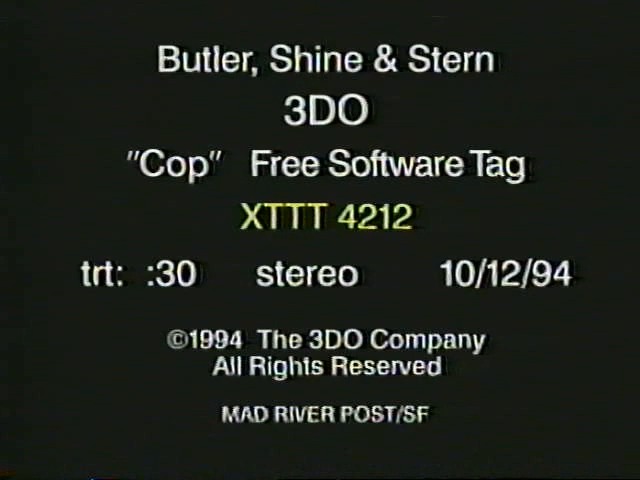 Butler, Shine & Stern
3DO
"Cop" Free Software Tag
XTTT 4212
trt: :30 stereo 10/12/94
©1994 The 3DO Company
All Rights Reserved
MAD RIVER POST/SF